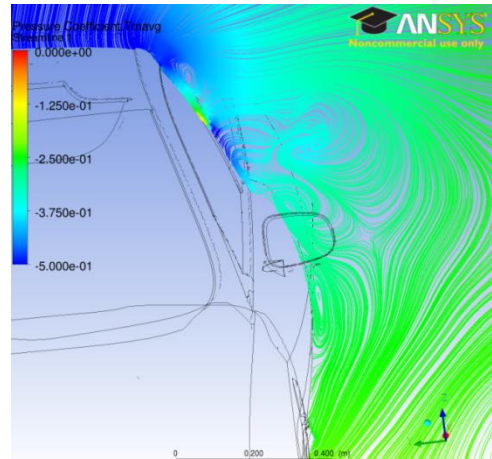 Pressure Coefficient.Trnavg
Streamline
0.000e+00
-1.250e-01
-2.500e-01
-3.750e-01
-5.000e-01
ANSYS
Noncommercial use only
0 0.200 0.400 (m)